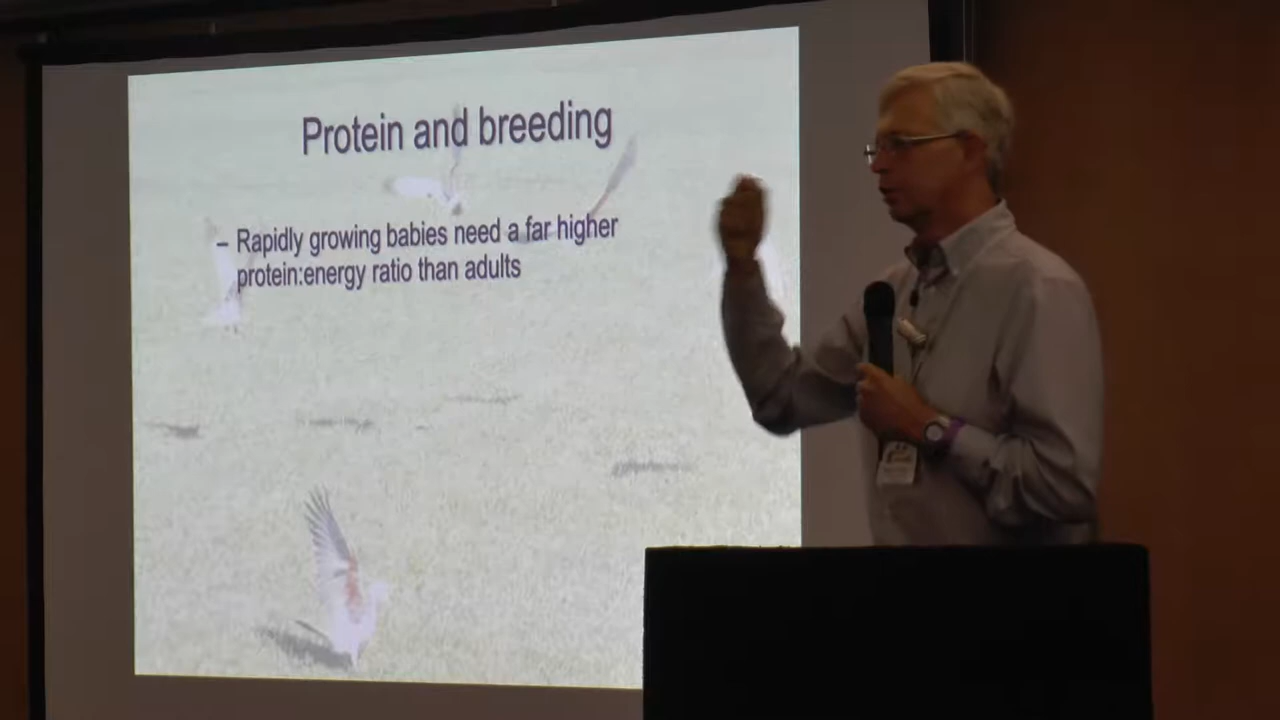 Protein and breeding
– Rapidly growing babies need a far higher
protein:energy ratio than adults